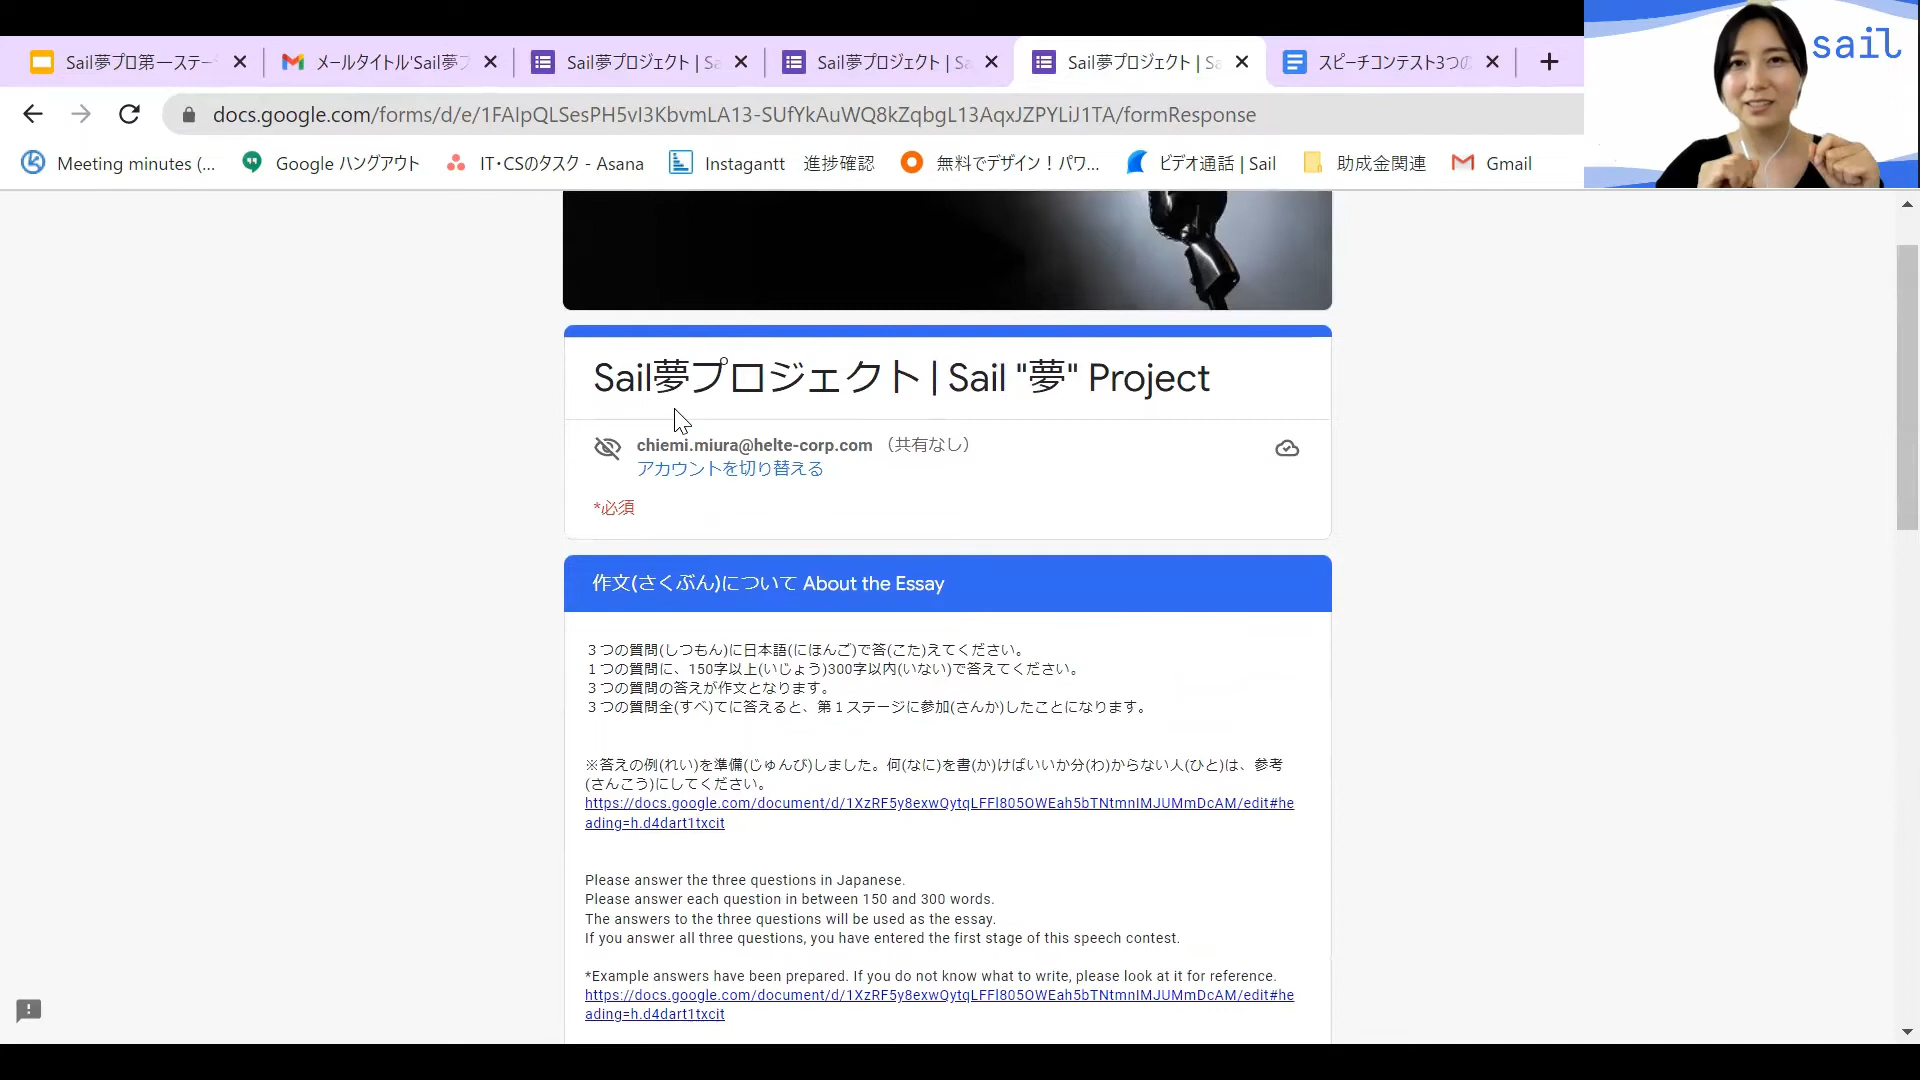 Sail夢プロ第一ステー
メールタイトル'Sail夢プ
Sail夢プロジェクト | Sa
Sail夢プロジェクト | Sa
Sail夢プロジェクト | Sa
スピーチコンテスト3つの
sail
docs.google.com/forms/d/e/1FAIpQLSesPH5vI3KbvmLA13-SUfYkAuWQ8kZqbgL13AqxJZPYLiJ1TA/formResponse
Meeting minutes (...
Google ハングアウト
IT・CSのタスク - Asana
Instagantt
進捗確認
無料でデザイン！パワ...
ビデオ通話 | Sail
助成金関連
Gmail
Sail夢プロジェクト | Sail "夢" Project
chiemi.miura@helte-corp.com （共有なし）
アカウントを切り替える
*必須
作文(さくぶん)について About the Essay
３つの質問(しつもん)に日本語(にほんご)で答(こた)えてください。
１つの質問に、150字以上(いじょう)300字以内(いない)で答えてください。
３つの質問の答えが作文となります。
３つの質問全(すべ)てに答えると、第１ステージに参加(さんか)したことになります。
※答えの例(れい)を準備(じゅんび)しました。何(なに)を書(か)けばいいか分(わ)からない人(ひと)は、参考
(さんこう)にしてください。
https://docs.google.com/document/d/1XzRF5y8exwQytqLFFl805OWEah5bTNtmnIMJUMmDcAM/edit#he
ading=h.d4dart1txcit
Please answer the three questions in Japanese.
Please answer each question in between 150 and 300 words.
The answers to the three questions will be used as the essay.
If you answer all three questions, you have entered the first stage of this speech contest.
*Example answers have been prepared. If you do not know what to write, please look at it for reference.
https://docs.google.com/document/d/1XzRF5y8exwQytqLFFl805OWEah5bTNtmnIMJUMmDcAM/edit#he
ading=h.d4dart1txcit